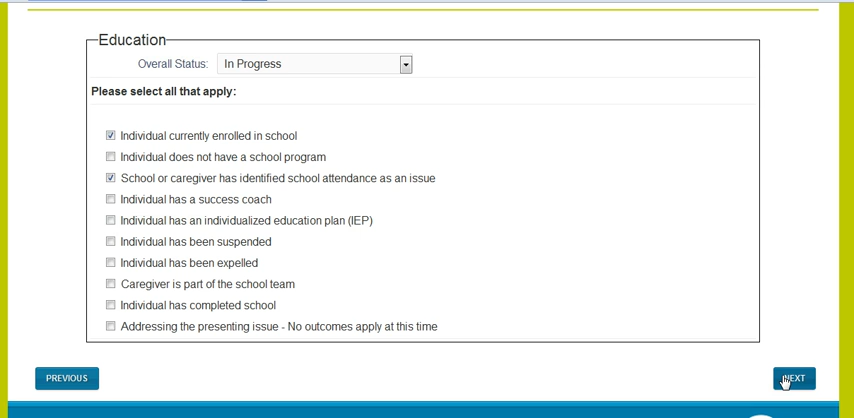 Education
Overall Status: In Progress
Please select all that apply:
Individual currently enrolled in school
Individual does not have a school program
School or caregiver has identified school attendance as an issue
Individual has a success coach
Individual has an individualized education plan (IEP)
Individual has been suspended
Individual has been expelled
Caregiver is part of the school team
Individual has completed school
Addressing the presenting issue - No outcomes apply at this time
PREVIOUS NEXT